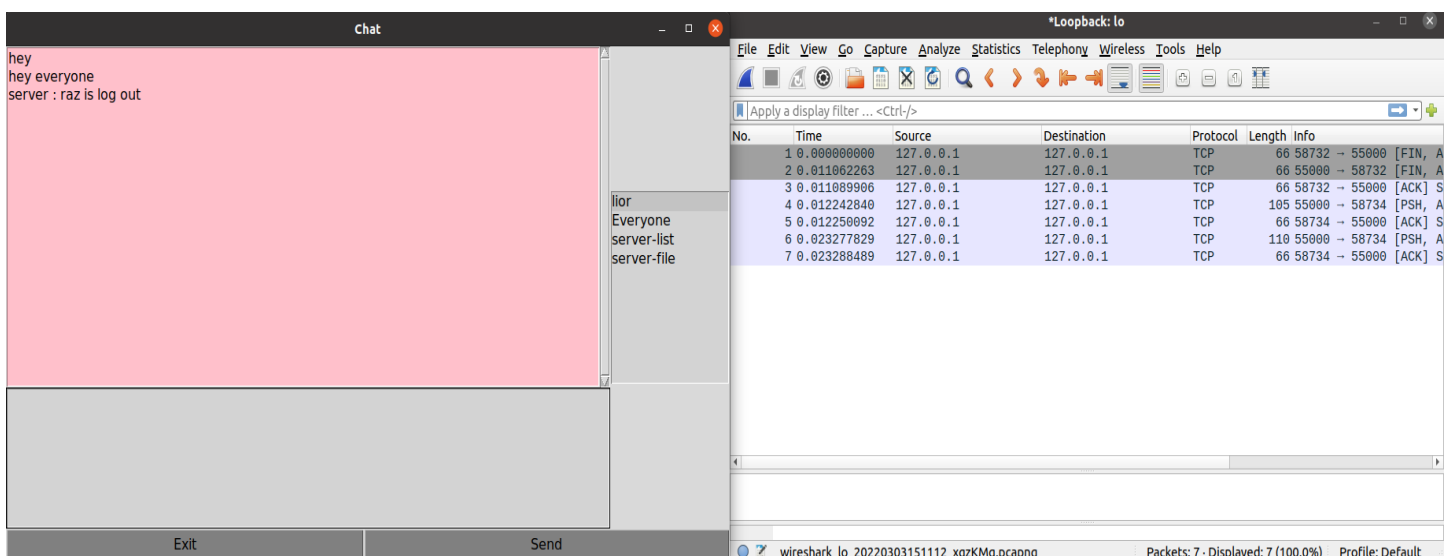 Chat
hey
hey everyone
server : raz is log out
lior
Everyone
server-list
server-file
Exit
Send
*Loopback: lo
File Edit View Go Capture Analyze Statistics Telephony Wireless Tools Help
Apply a display filter ... <Ctrl-/>
No. Time Source Destination Protocol Length Info
1 0.000000000 127.0.0.1 127.0.0.1 TCP 66 58732 → 55000 [FIN, A
2 0.011062263 127.0.0.1 127.0.0.1 TCP 66 55000 → 58732 [FIN, A
3 0.011089906 127.0.0.1 127.0.0.1 TCP 66 58732 → 55000 [ACK] S
4 0.012242840 127.0.0.1 127.0.0.1 TCP 105 55000 → 58734 [PSH, A
5 0.012250092 127.0.0.1 127.0.0.1 TCP 66 58734 → 55000 [ACK] S
6 0.023277829 127.0.0.1 127.0.0.1 TCP 110 55000 → 58734 [PSH, A
7 0.023288489 127.0.0.1 127.0.0.1 TCP 66 58734 → 55000 [ACK] S
Packets: 7 · Displayed: 7 (100.0%) Profile: Default